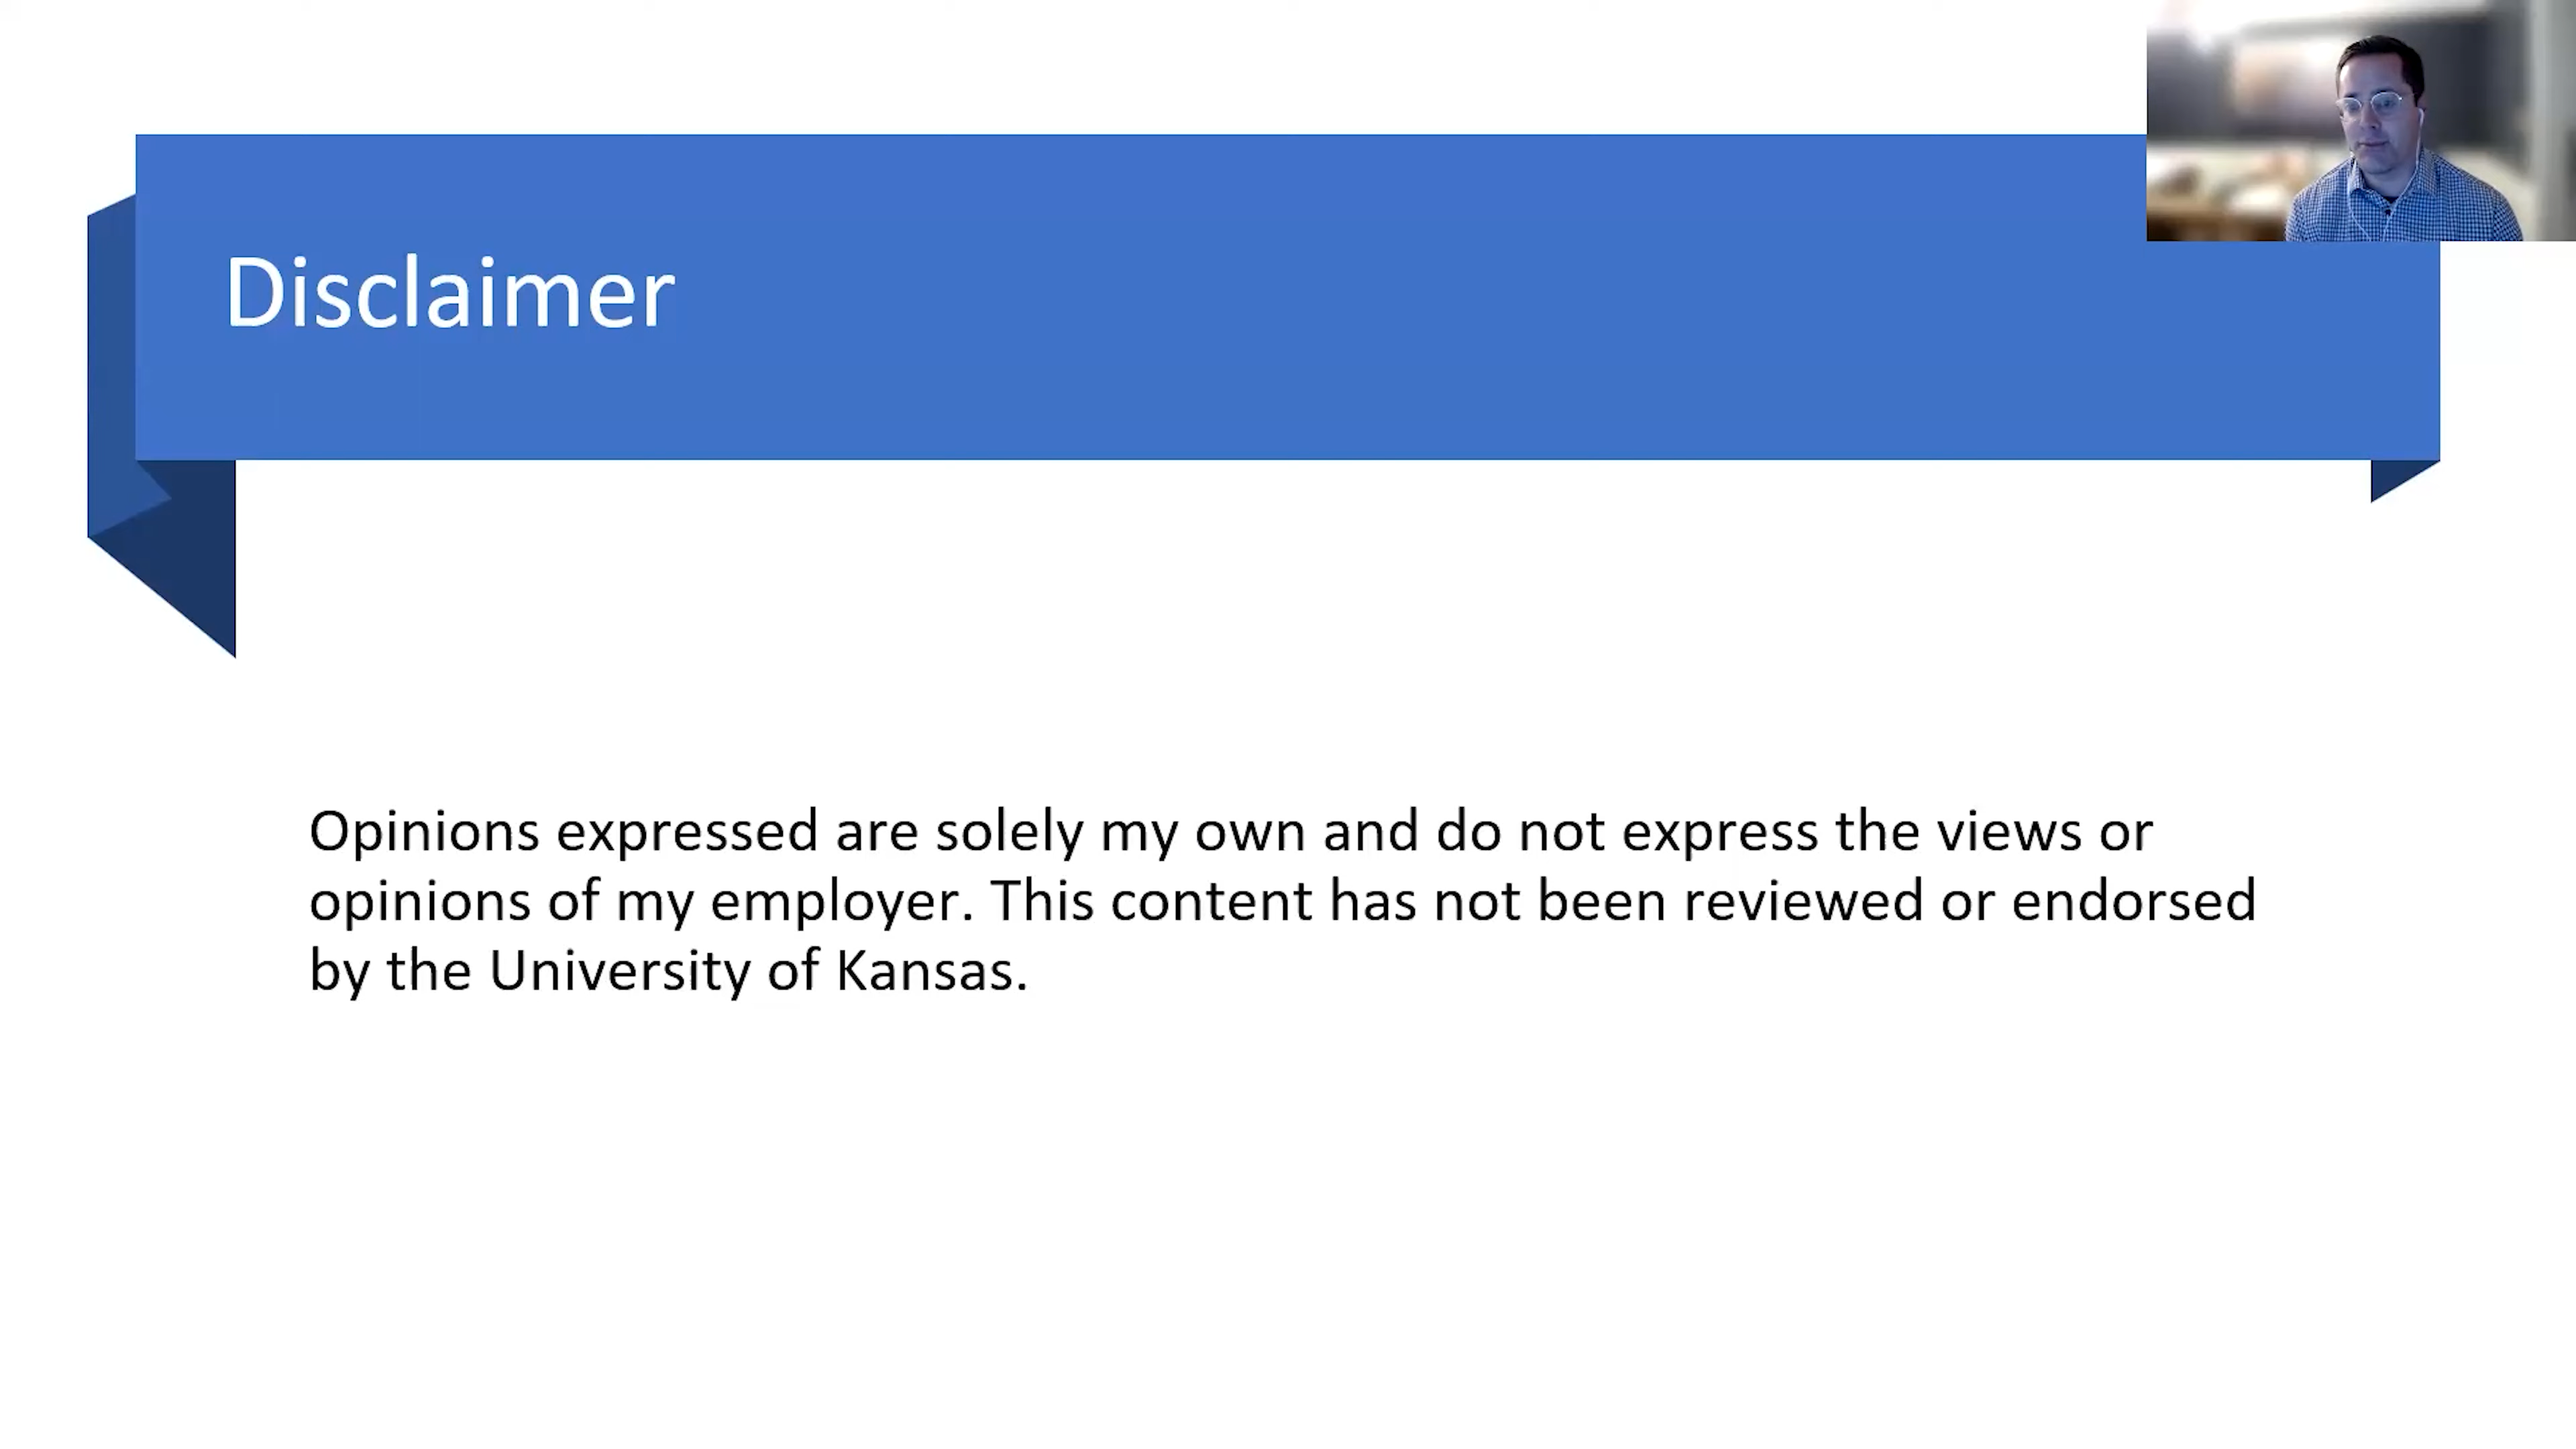 Disclaimer
Opinions expressed are solely my own and do not express the views or
opinions of my employer. This content has not been reviewed or endorsed
by the University of Kansas.